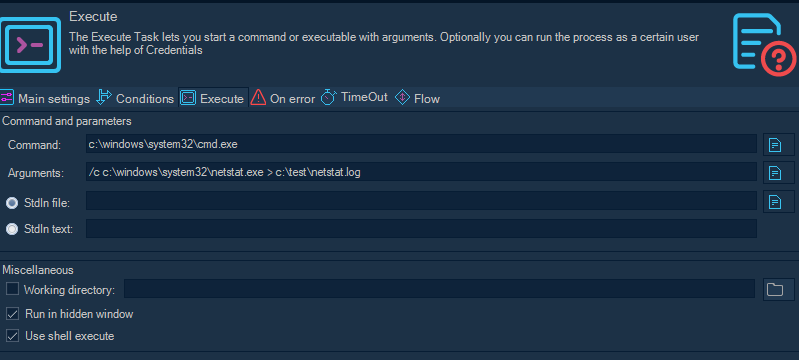 Execute
The Execute Task lets you start a command or executable with arguments. Optionally you can run the process as a certain user
with the help of Credentials
Main settings Conditions Execute On error TimeOut Flow
Command and parameters
Command: c:\windows\system32\cmd.exe
Arguments: /c c:\windows\system32\netstat.exe > c:\test\netstat.log
StdIn file:
StdIn text:
Miscellaneous
Working directory:
Run in hidden window
Use shell execute